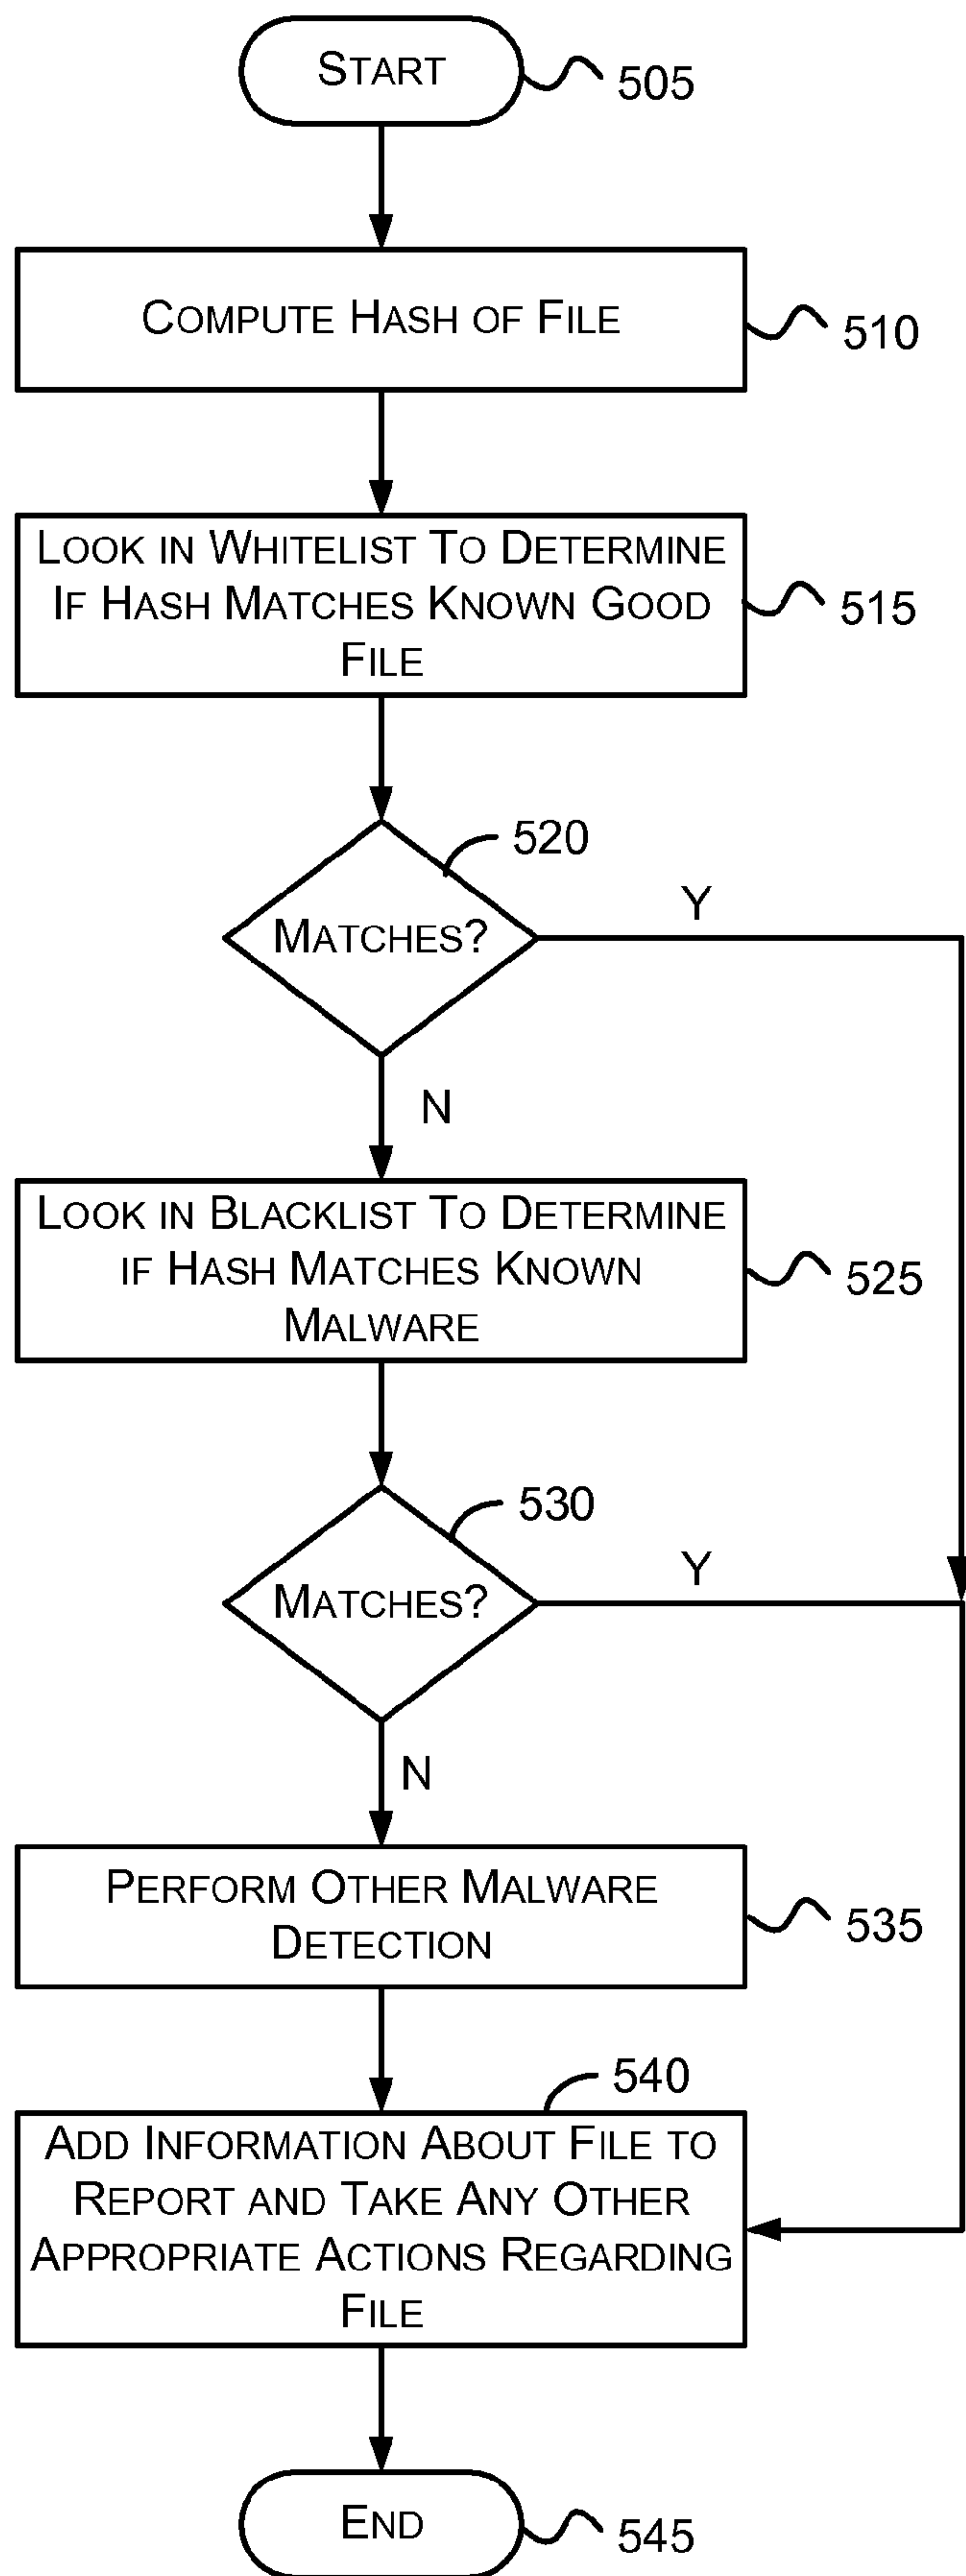 START
505
COMPUTE HASH OF FILE
510
LOOK IN WHITELIST TO DETERMINE
IF HASH MATCHES KNOWN GOOD
FILE
515
520
MATCHES?
Y
N
LOOK IN BLACKLIST TO DETERMINE
IF HASH MATCHES KNOWN
MALWARE
525
530
MATCHES?
Y
N
PERFORM OTHER MALWARE
DETECTION
535
540
ADD INFORMATION ABOUT FILE TO
REPORT AND TAKE ANY OTHER
APPROPRIATE ACTIONS REGARDING
FILE
END
545